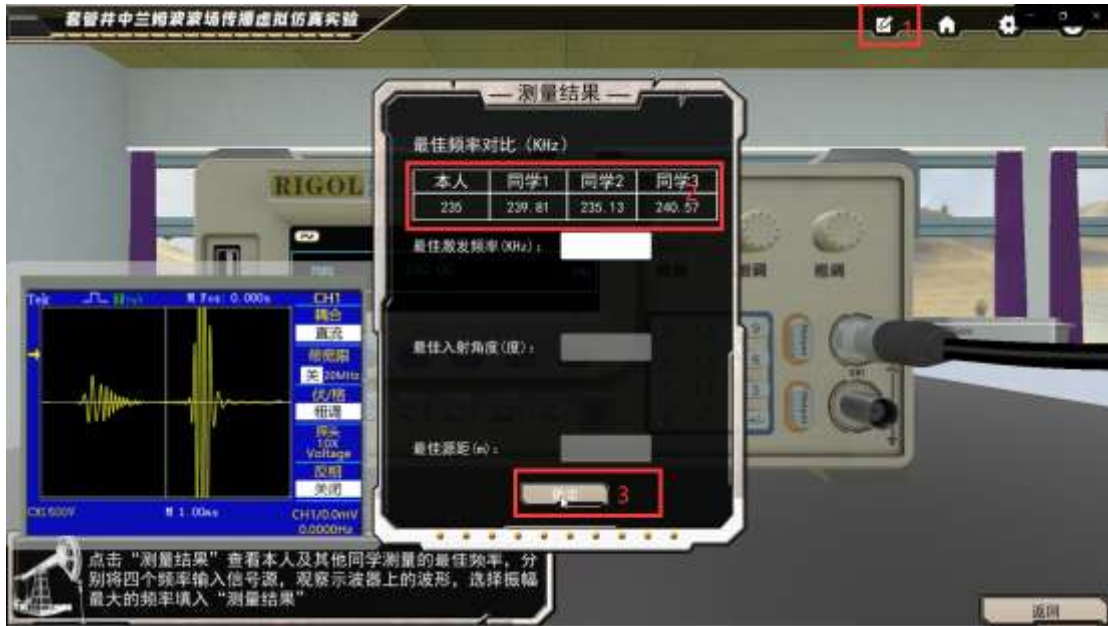 套管井中兰姆波波场传播虚拟仿真实验
1
测量结果
最佳频率对比（KHz）
本人 同学1 同学2 同学3
2
235 239.81 235.13 240.57
最佳激发频率(KHz):
最佳入射角度(度):
最佳源距(m):
3
RIGOL
粗调
Tek
M Pos: 0.000s
CH1
耦合
直流
带宽限
关 20MHz
伏/格
粗调
探头
10X
Voltage
反相
关闭
M 1.00ms
CH1/0.0mV
0.0000Hz
点击“测量结果”查看本人及其他同学测量的最佳频率，分
别将四个频率输入信号源，观察示波器上的波形，选择振幅
最大的频率填入“测量结果”
返回